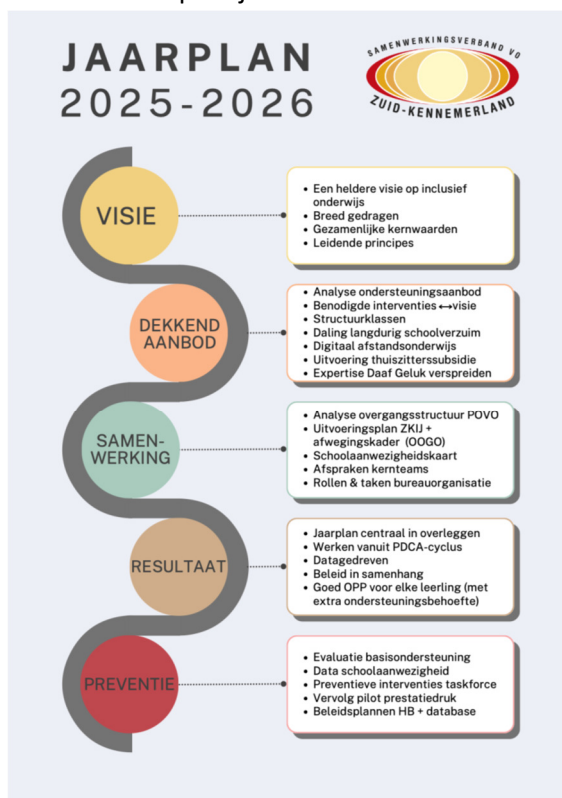 JAARPLAN
2025-2026
SAMENWERKINGSVERBAND VO
ZUID-KENNEMERLAND
VISIE
• Een heldere visie op inclusief
onderwijs
• Breed gedragen
• Gezamenlijke kernwaarden
• Leidende principes
DEKKEND
AANBOD
• Analyse ondersteuningsaanbod
• Benodigde interventies ↔visie
• Structuurklassen
• Daling langdurig schoolverzuim
• Digitaal afstandsonderwijs
• Uitvoering thuiszitterssubsidie
• Expertise Daaf Geluk verspreiden
SAMEN-
WERKING
• Analyse overgangsstructuur POVO
• Uitvoeringsplan ZKIJ +
afwegingskader (OOGO)
• Schoolaanwezigheidskaart
• Afspraken kernteams
• Rollen & taken bureauorganisatie
RESULTAAT
• Jaarplan centraal in overleggen
• Werken vanuit PDCA-cyclus
• Datagedreven
• Beleid in samenhang
• Goed OPP voor elke leerling (met
extra ondersteuningsbehoefte)
PREVENTIE
• Evaluatie basisondersteuning
• Data schoolaanwezigheid
• Preventieve interventies taskforce
• Vervolg pilot prestatiedruk
• Beleidsplannen HB + database